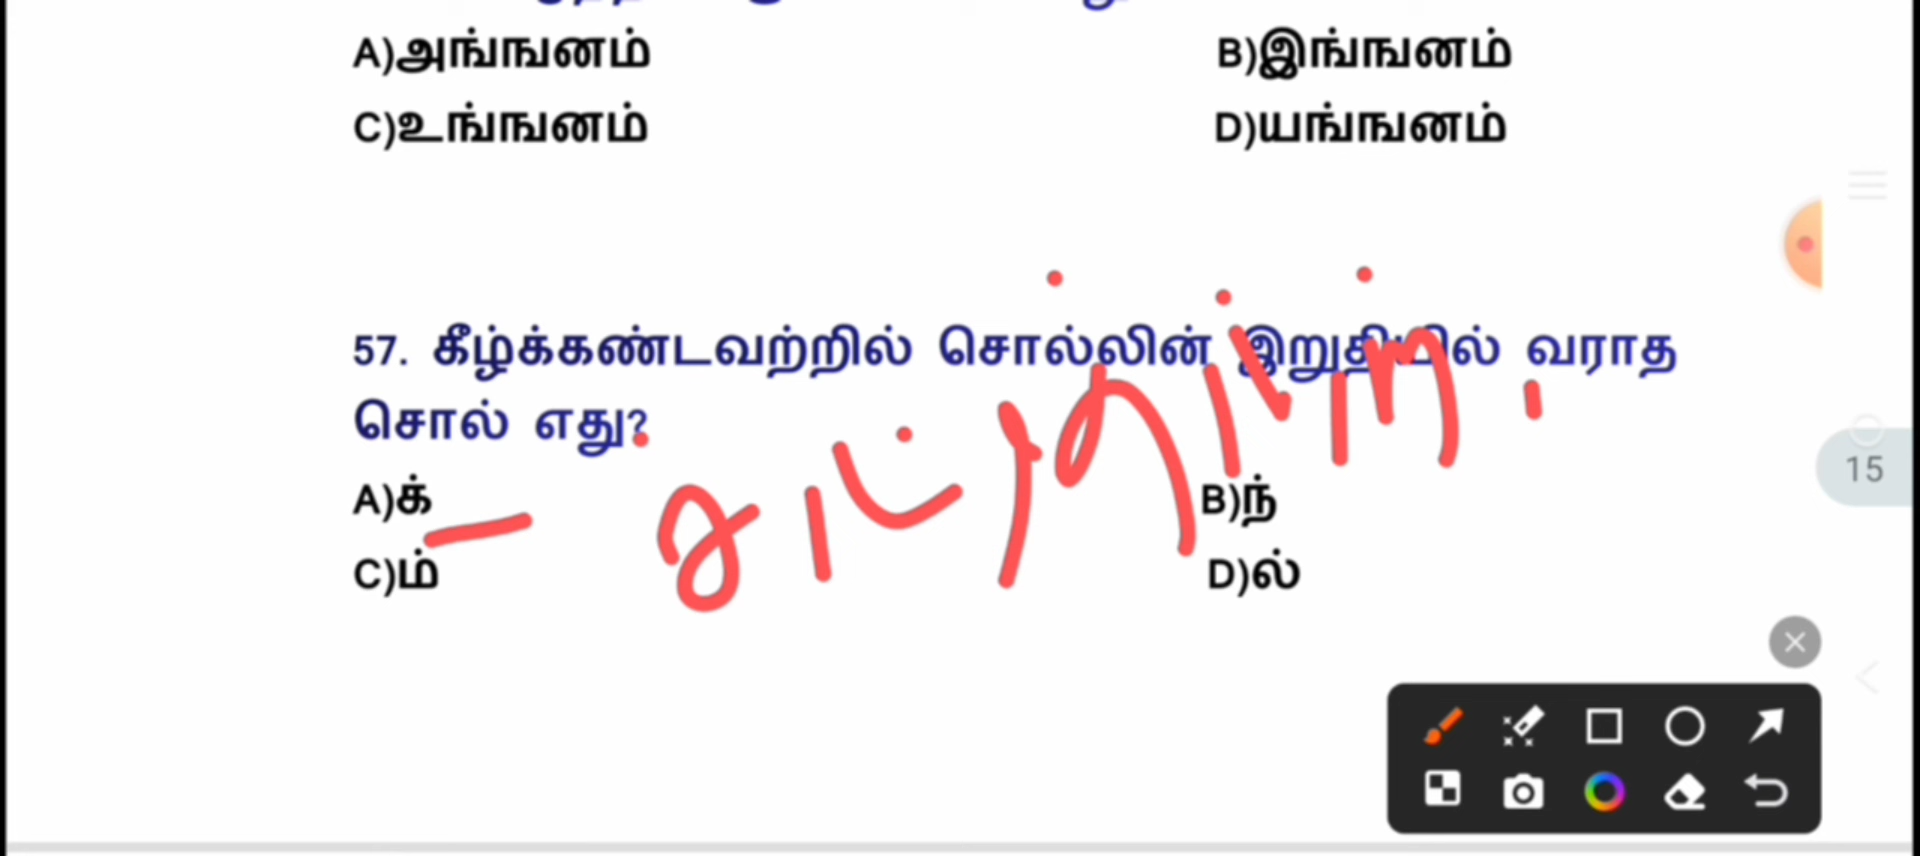 A)அங்ஙனம் B)இங்ஙனம்
C)உங்ஙனம் D)யங்ஙனம்
57. கீழ்க்கண்டவற்றில் சொல்லின் இறுதியில் வராத
சொல் எது?
A)க் B)ந்
C)ம் D)ல்
15